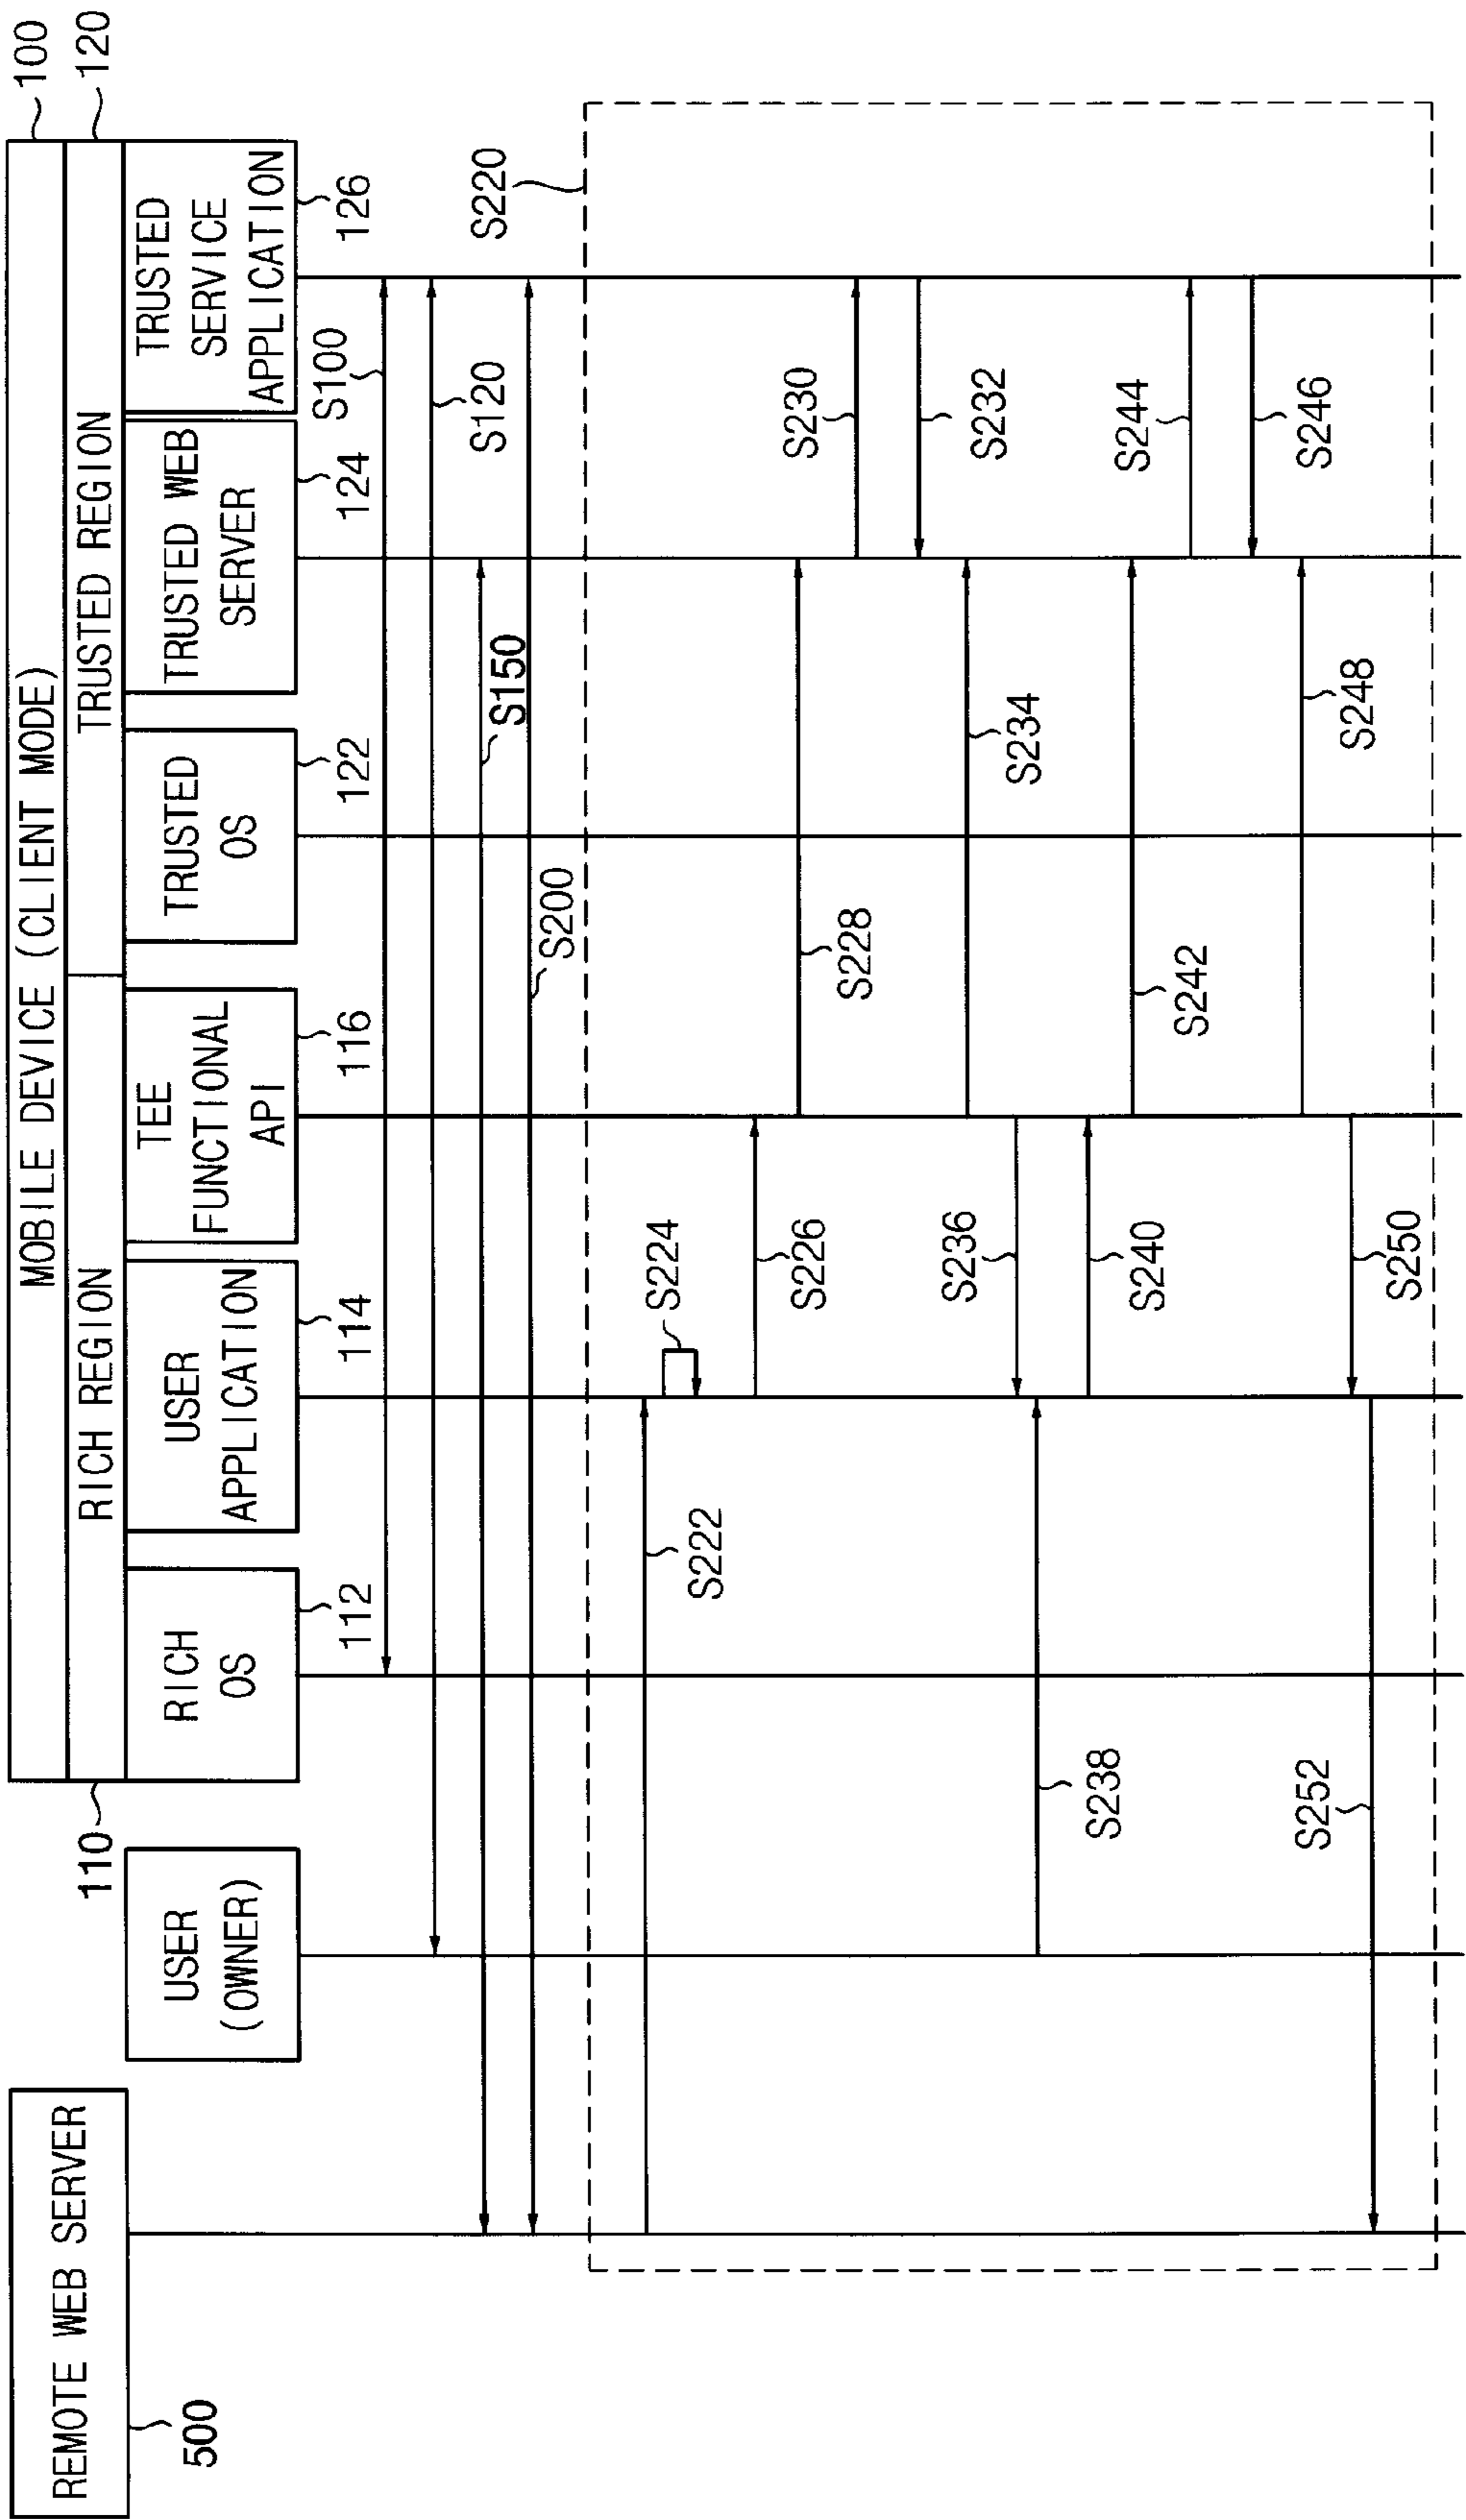 MOBILE DEVICE (CLIENT MODE)
100
RICH REGION
TRUSTED REGION
110
120
REMOTE WEB SERVER
500
USER
(OWNER)
RICH
OS
112
USER
APPLICATION
114
TEE
FUNCTIONAL
API
116
TRUSTED
OS
122
TRUSTED WEB
SERVER
124
TRUSTED
SERVICE
APPLICATION
126
S100
S120
S150
S200
S220
S222
S224
S226
S228
S230
S232
S234
S236
S238
S240
S242
S244
S246
S248
S250
S252